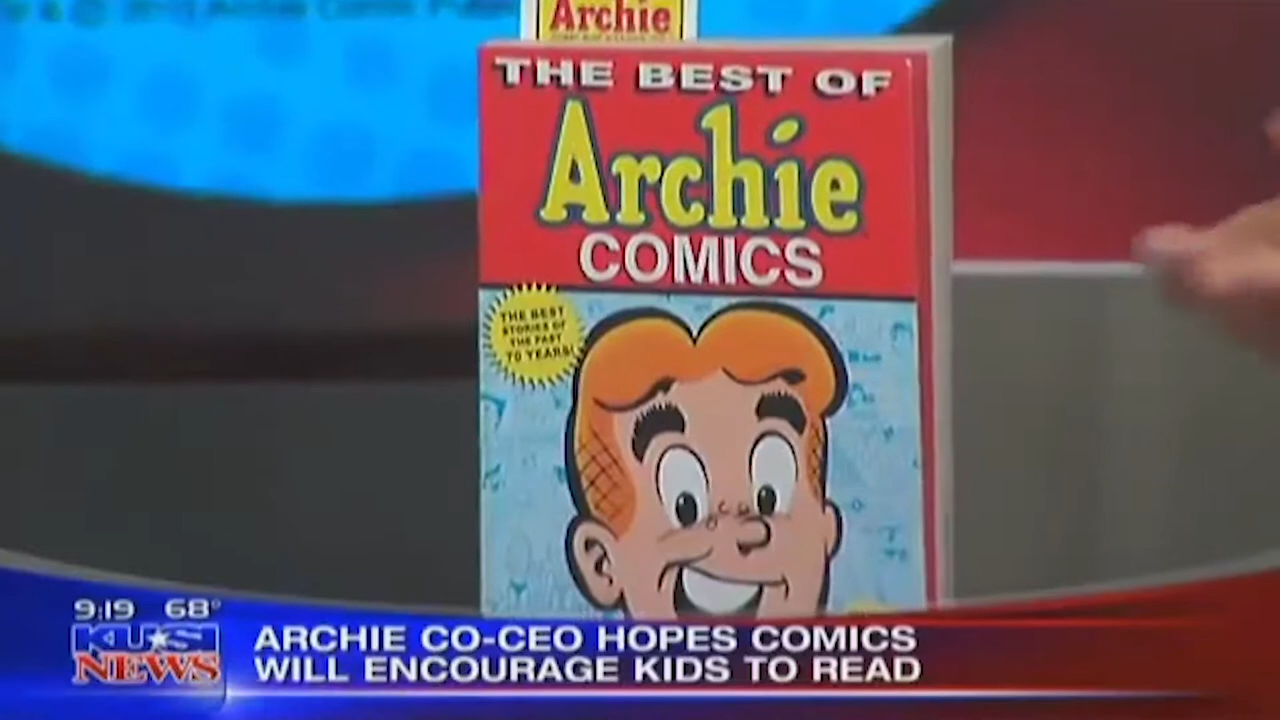 Archie
THE BEST OF
Archie
COMICS
THE BEST
STORIES OF
THE PAST
70 YEARS!
9:19 68°
KUSI
NEWS
ARCHIE CO-CEO HOPES COMICS
WILL ENCOURAGE KIDS TO READ